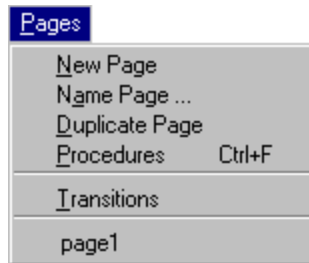 Pages
New Page
Name Page ...
Duplicate Page
Procedures Ctrl+F
Transitions
page1